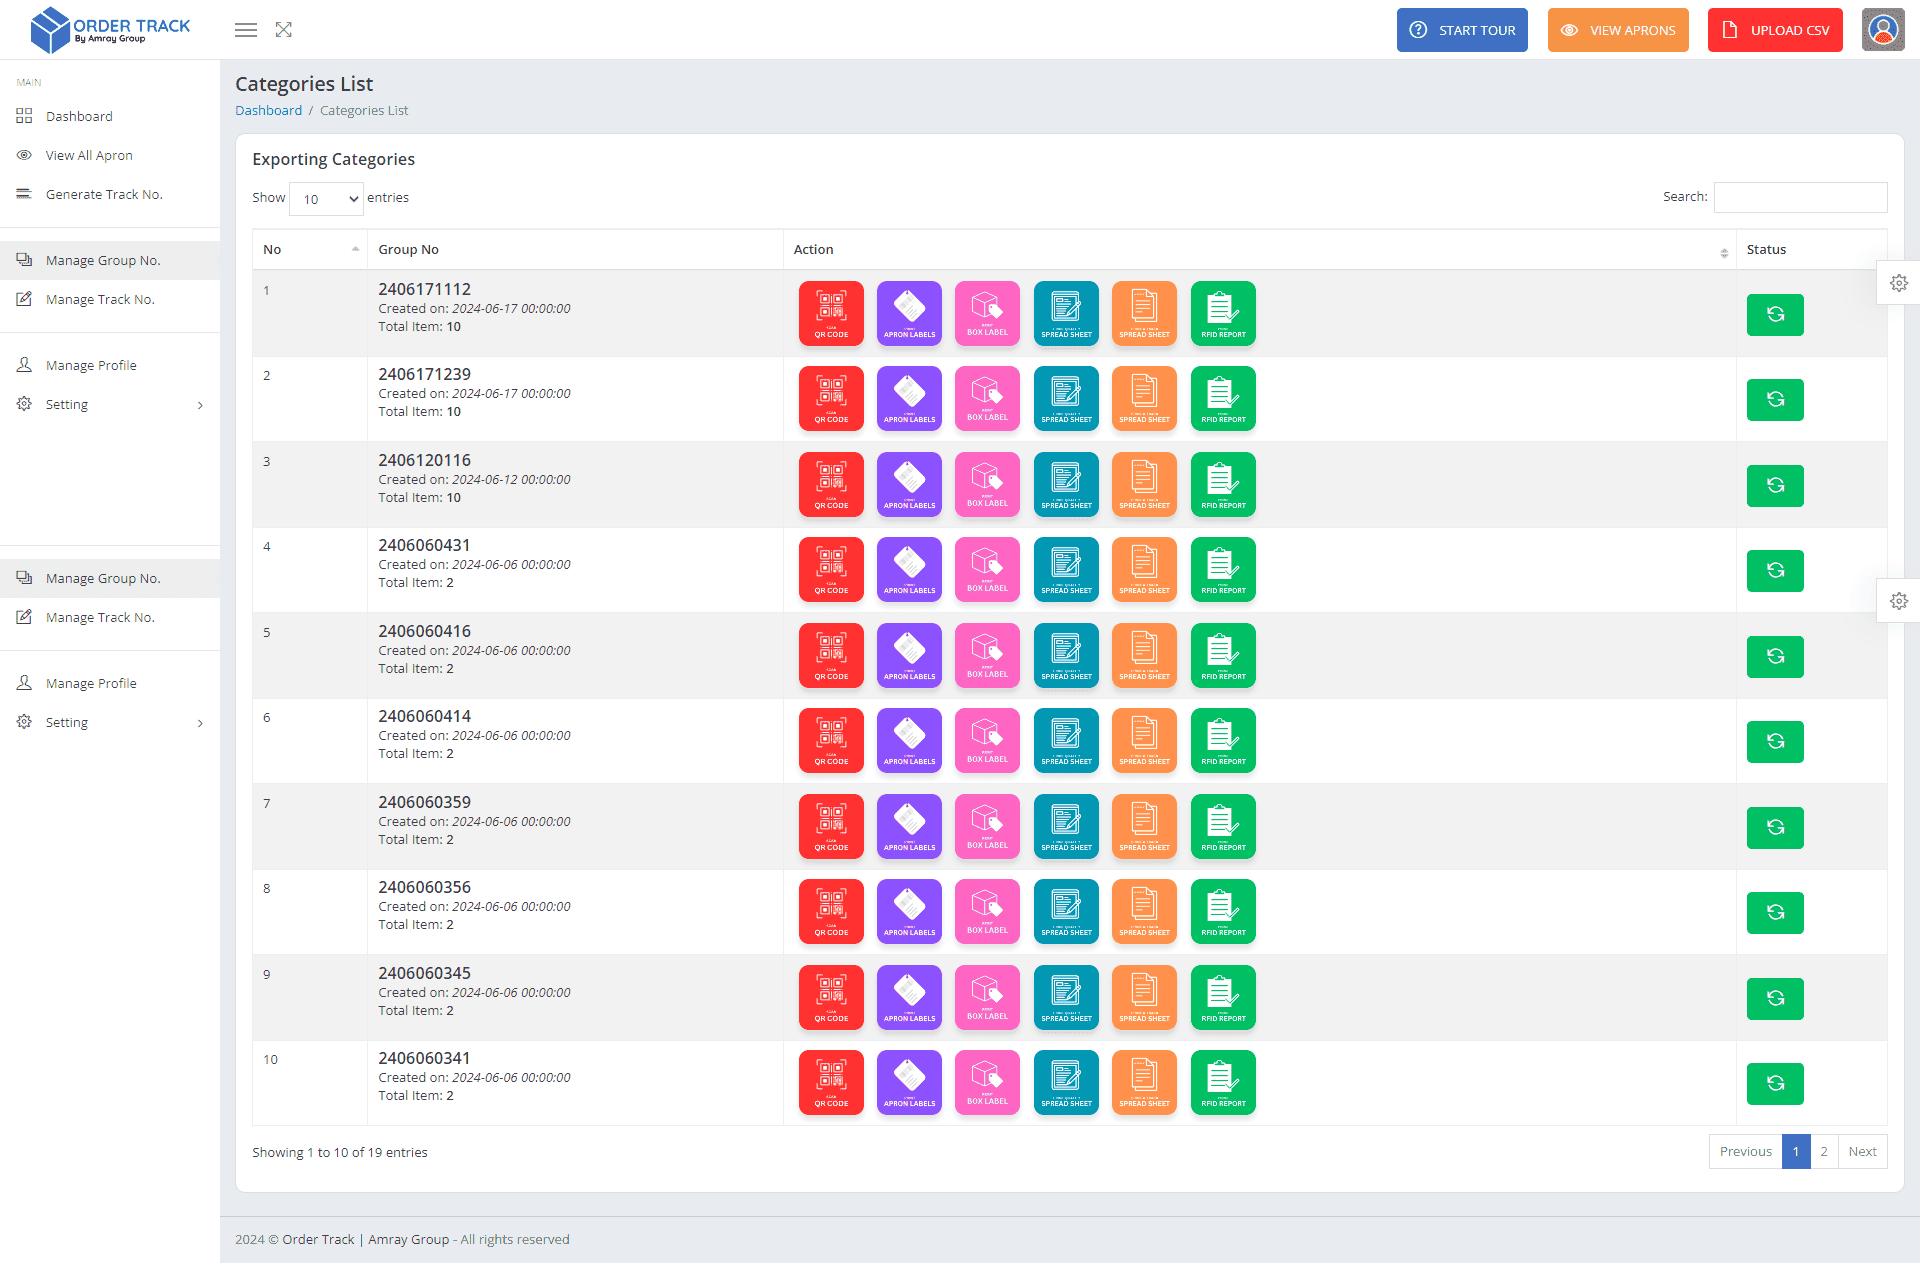 ORDER TRACK
By Amray Group
START TOUR
VIEW APRONS
UPLOAD CSV
MAIN
Dashboard
View All Apron
Generate Track No.
Manage Group No.
Manage Track No.
Manage Profile
Setting
Manage Group No.
Manage Track No.
Manage Profile
Setting
Categories List
Dashboard / Categories List
Exporting Categories
Show 10 entries
Search:
No Group No Action Status
1
2406171112
Created on: 2024-06-17 00:00:00
Total Item: 10
QR CODE APRON LABELS BOX LABEL SPREAD SHEET SPREAD SHEET RFID REPORT
2
2406171239
Created on: 2024-06-17 00:00:00
Total Item: 10
QR CODE APRON LABELS BOX LABEL SPREAD SHEET SPREAD SHEET RFID REPORT
3
2406120116
Created on: 2024-06-12 00:00:00
Total Item: 10
QR CODE APRON LABELS BOX LABEL SPREAD SHEET SPREAD SHEET RFID REPORT
4
2406060431
Created on: 2024-06-06 00:00:00
Total Item: 2
QR CODE APRON LABELS BOX LABEL SPREAD SHEET SPREAD SHEET RFID REPORT
5
2406060416
Created on: 2024-06-06 00:00:00
Total Item: 2
QR CODE APRON LABELS BOX LABEL SPREAD SHEET SPREAD SHEET RFID REPORT
6
2406060414
Created on: 2024-06-06 00:00:00
Total Item: 2
QR CODE APRON LABELS BOX LABEL SPREAD SHEET SPREAD SHEET RFID REPORT
7
2406060359
Created on: 2024-06-06 00:00:00
Total Item: 2
QR CODE APRON LABELS BOX LABEL SPREAD SHEET SPREAD SHEET RFID REPORT
8
2406060356
Created on: 2024-06-06 00:00:00
Total Item: 2
QR CODE APRON LABELS BOX LABEL SPREAD SHEET SPREAD SHEET RFID REPORT
9
2406060345
Created on: 2024-06-06 00:00:00
Total Item: 2
QR CODE APRON LABELS BOX LABEL SPREAD SHEET SPREAD SHEET RFID REPORT
10
2406060341
Created on: 2024-06-06 00:00:00
Total Item: 2
QR CODE APRON LABELS BOX LABEL SPREAD SHEET SPREAD SHEET RFID REPORT
Showing 1 to 10 of 19 entries
Previous 1 2 Next
2024 © Order Track | Amray Group - All rights reserved